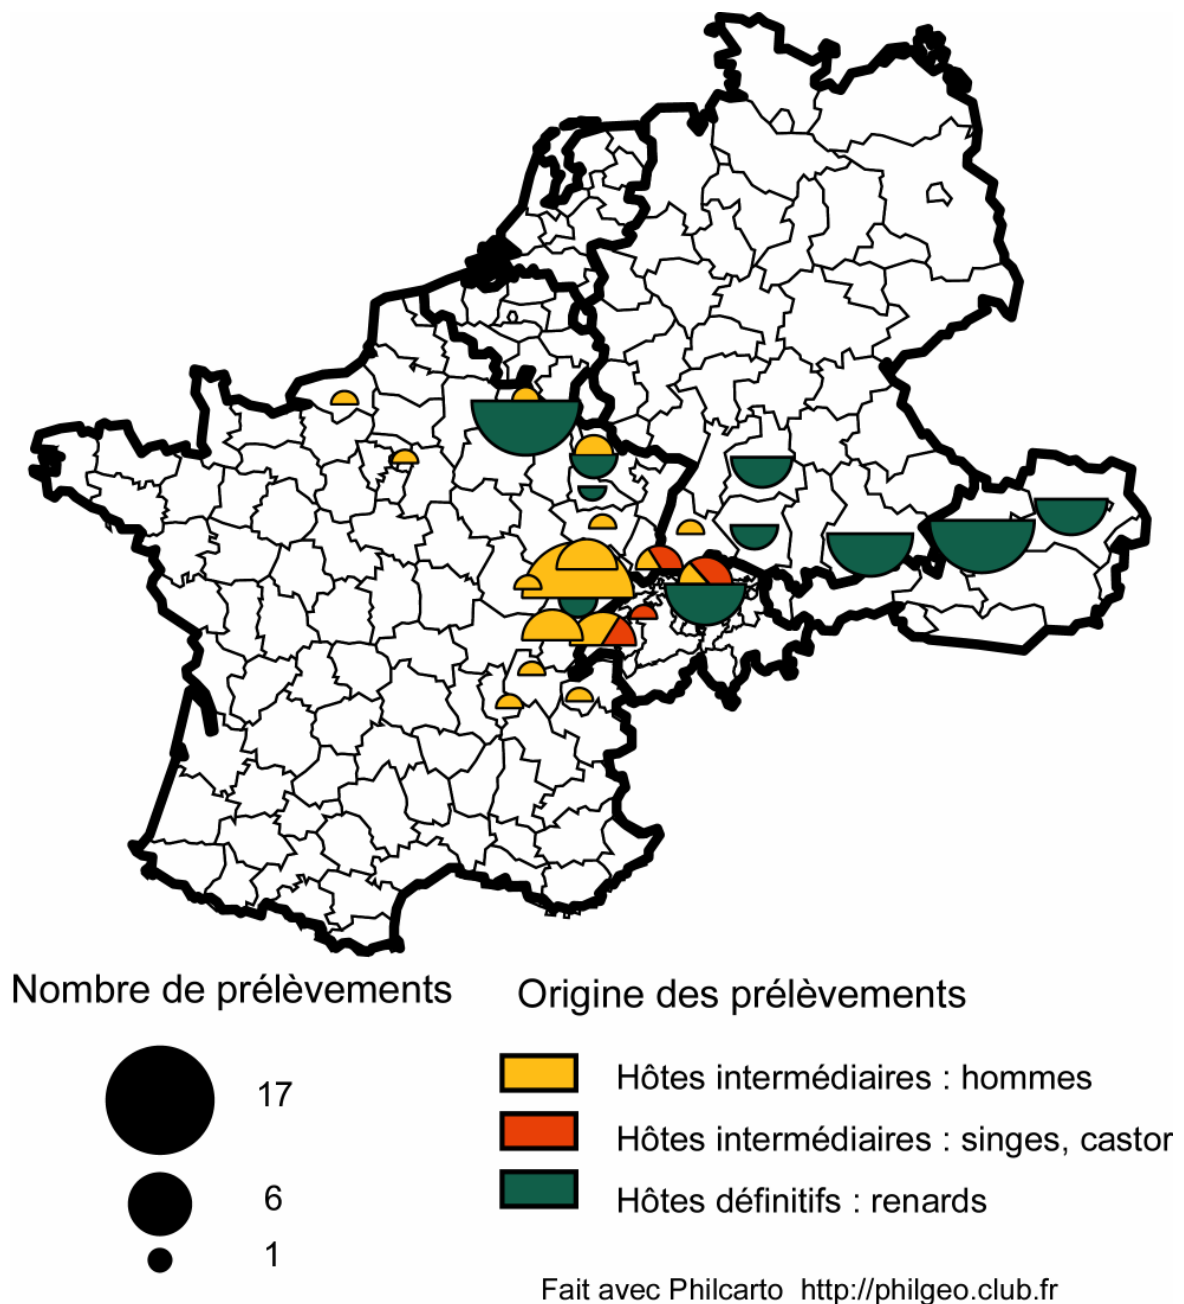 Nombre de prélèvements
17
6
1
Origine des prélèvements
Hôtes intermédiaires : hommes
Hôtes intermédiaires : singes, castor
Hôtes définitifs : renards
Fait avec Philcarto http://philgeo.club.fr